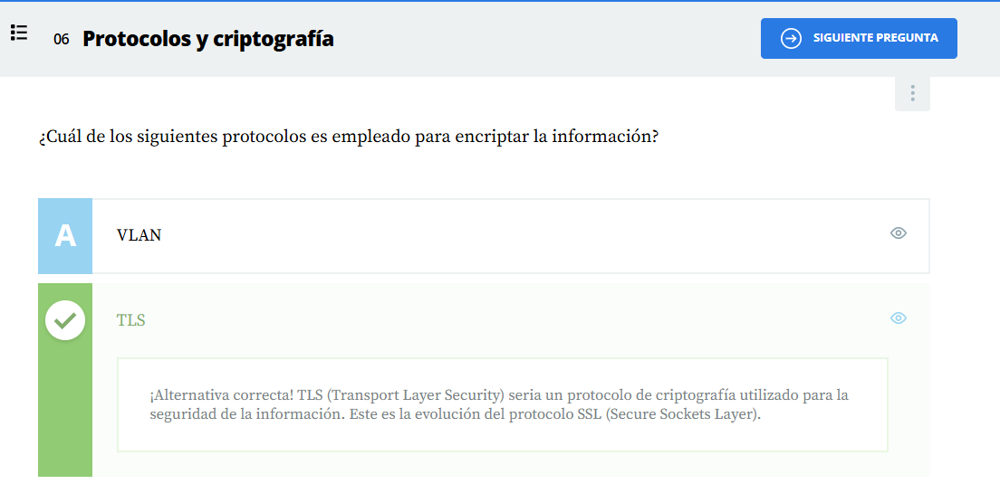 06 Protocolos y criptografía
SIGUIENTE PREGUNTA
¿Cuál de los siguientes protocolos es empleado para encriptar la información?
A
VLAN
TLS
¡Alternativa correcta! TLS (Transport Layer Security) seria un protocolo de criptografía utilizado para la
seguridad de la información. Este es la evolución del protocolo SSL (Secure Sockets Layer).